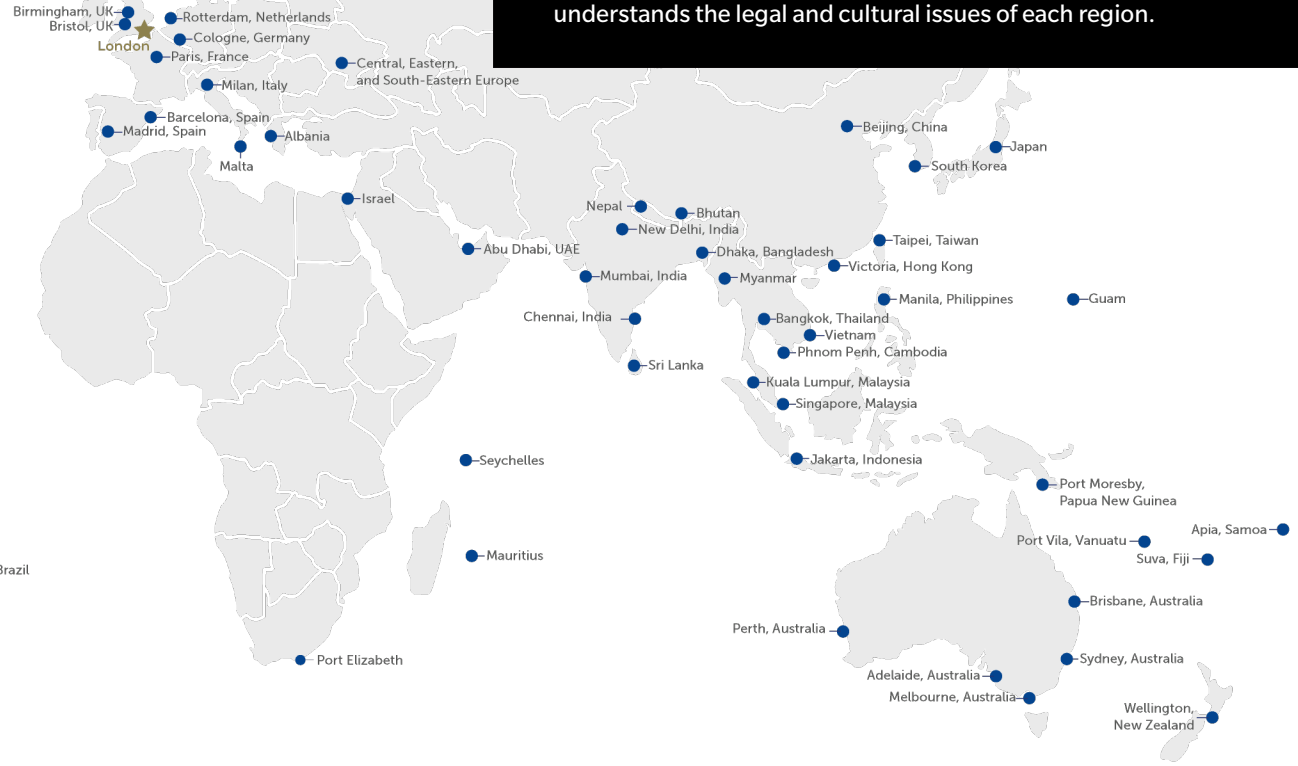 understands the legal and cultural issues of each region.
Birmingham, UK
Bristol, UK
London
Rotterdam, Netherlands
Cologne, Germany
Paris, France
Central, Eastern,
and South-Eastern Europe
Milan, Italy
Barcelona, Spain
Madrid, Spain
Albania
Malta
Beijing, China
Japan
South Korea
Israel
Nepal
Bhutan
New Delhi, India
Abu Dhabi, UAE
Dhaka, Bangladesh
Taipei, Taiwan
Victoria, Hong Kong
Mumbai, India
Myanmar
Manila, Philippines
Guam
Chennai, India
Bangkok, Thailand
Vietnam
Phnom Penh, Cambodia
Sri Lanka
Kuala Lumpur, Malaysia
Singapore, Malaysia
Seychelles
Jakarta, Indonesia
Port Moresby,
Papua New Guinea
Apia, Samoa
Port Vila, Vanuatu
Suva, Fiji
Mauritius
Brazil
Brisbane, Australia
Perth, Australia
Port Elizabeth
Sydney, Australia
Adelaide, Australia
Melbourne, Australia
Wellington,
New Zealand